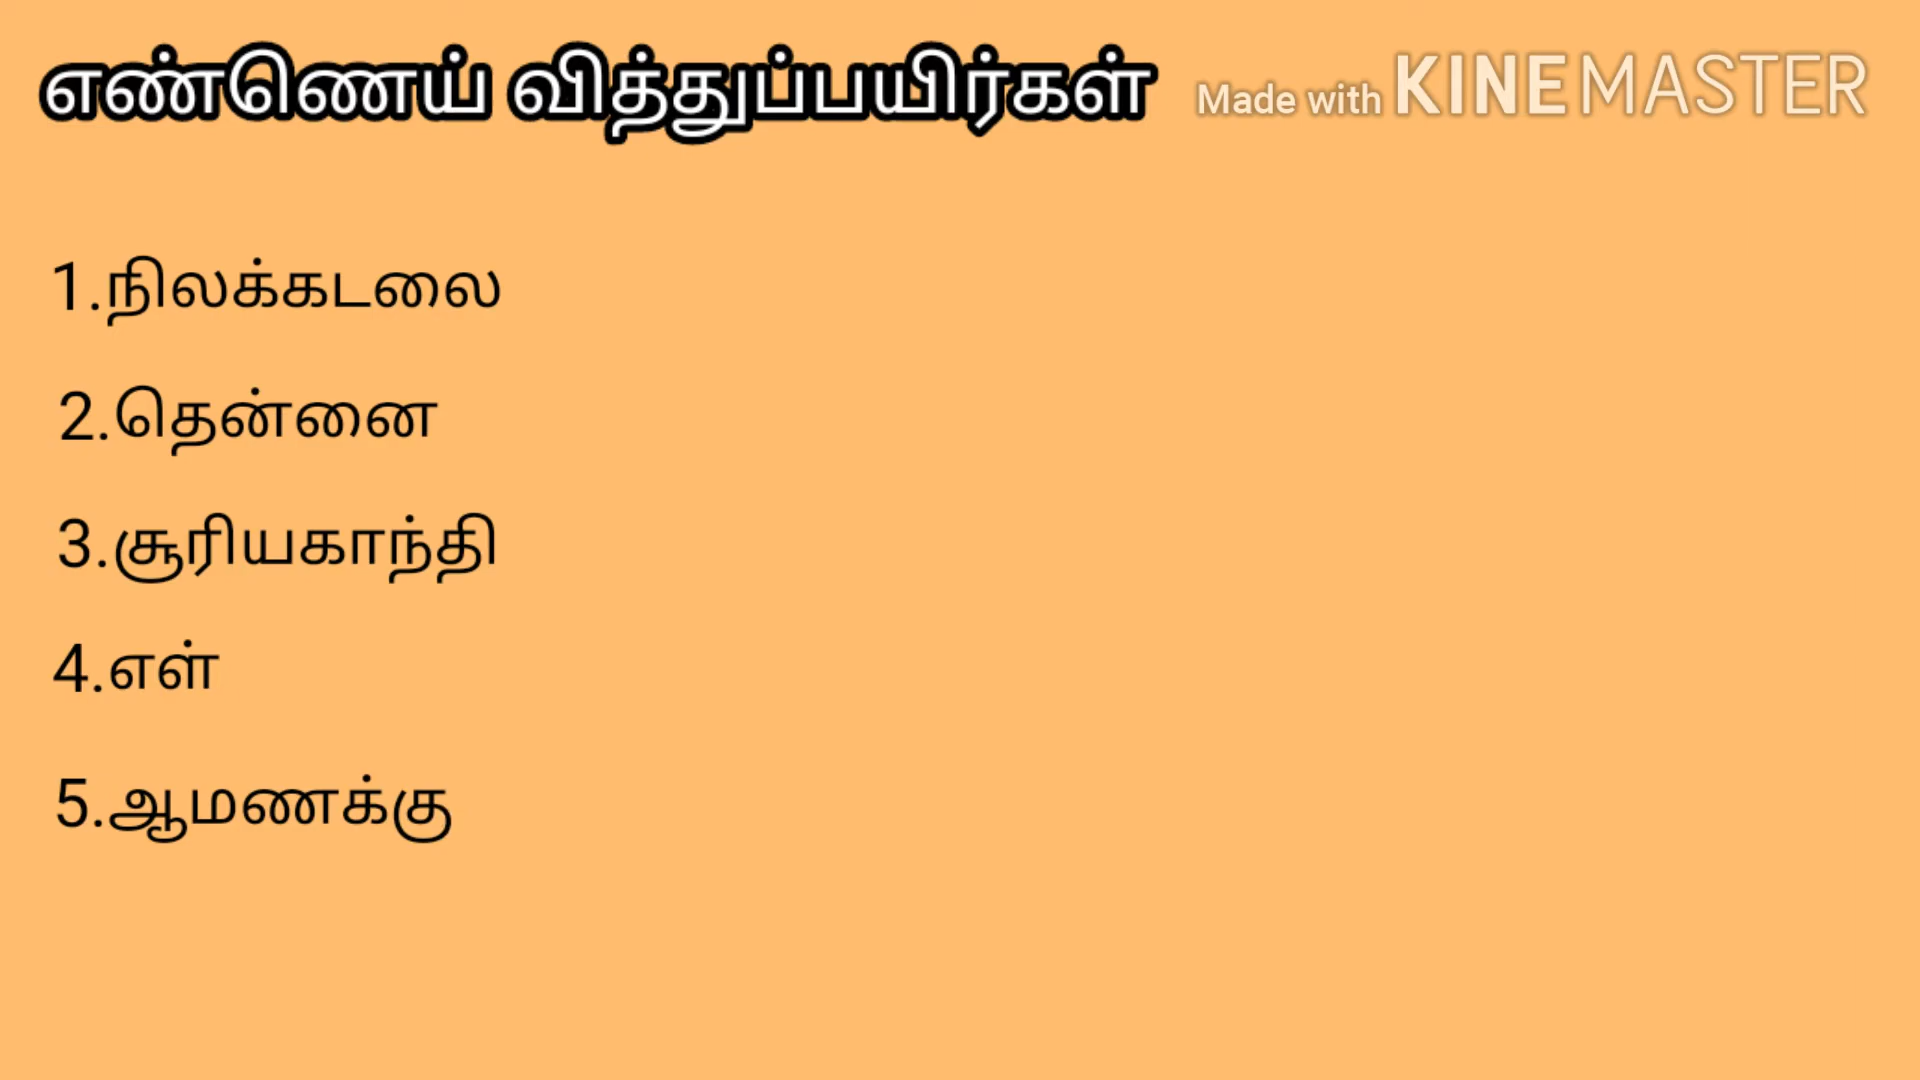 எண்ணெய் வித்துப்பயிர்கள்
Made with KINEMASTER
1.நிலக்கடலை
2.தென்னை
3.சூரியகாந்தி
4.எள்
5.ஆமணக்கு